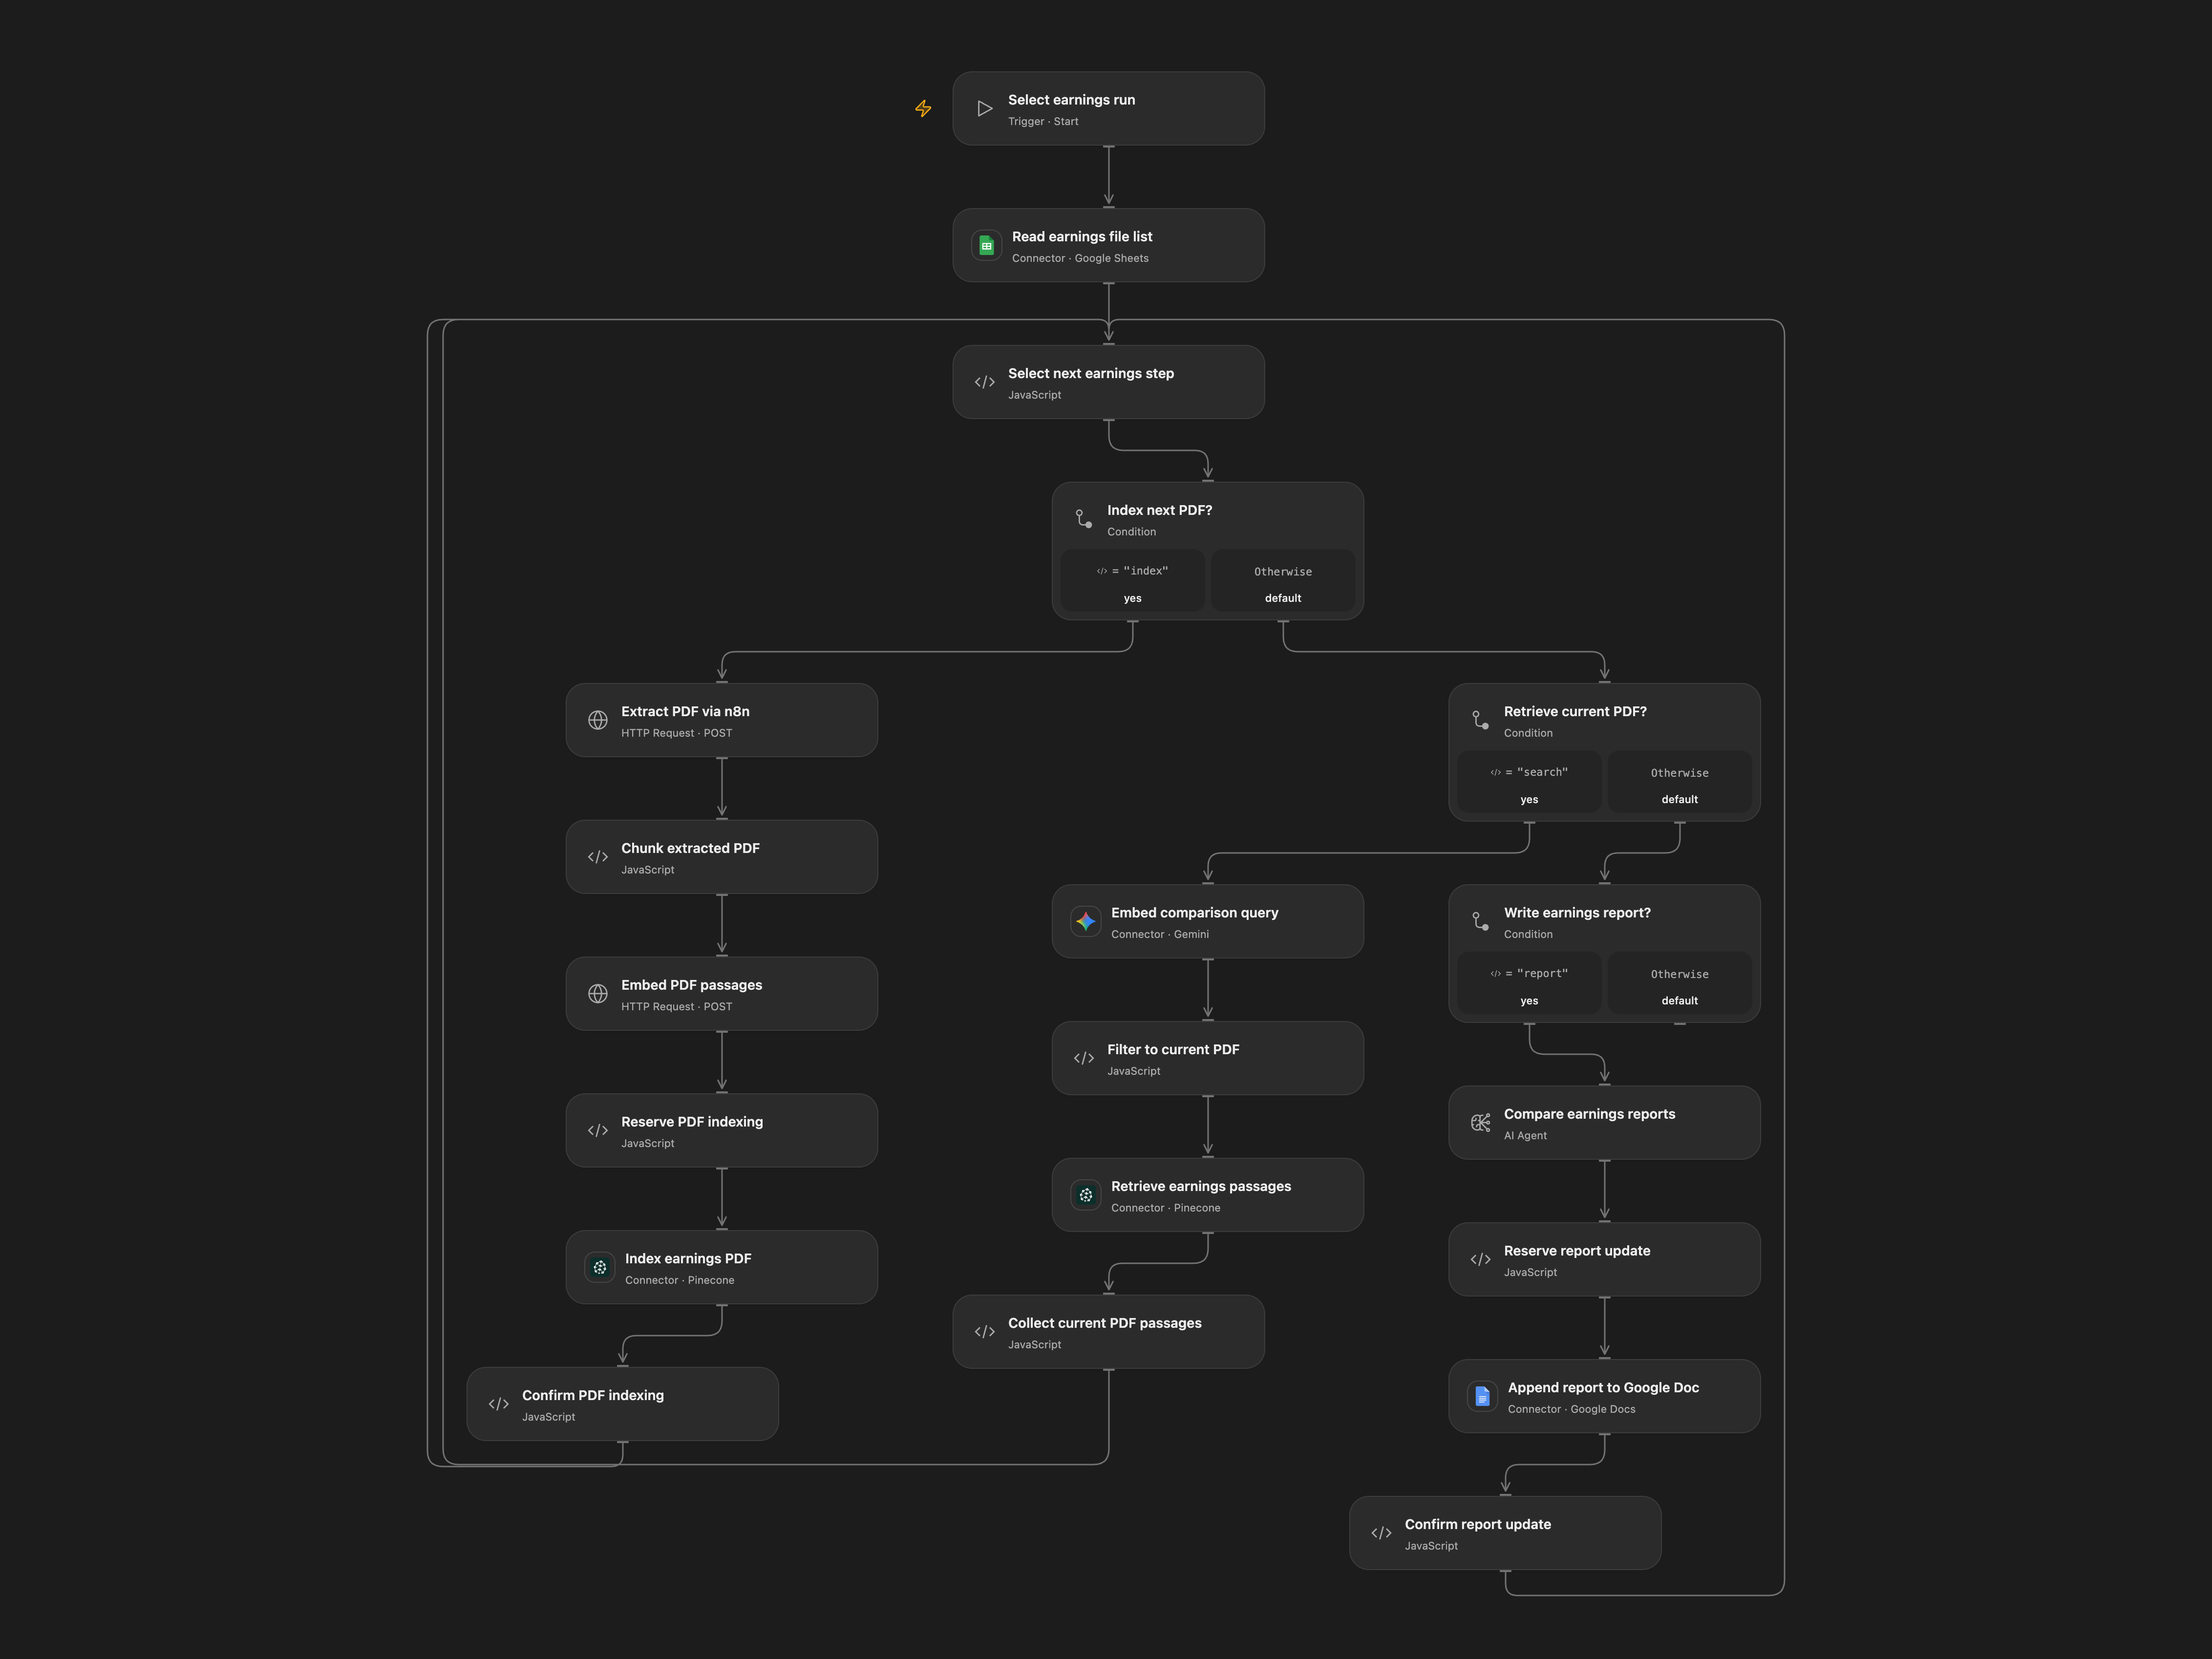 Select earnings run
Trigger · Start
Read earnings file list
Connector · Google Sheets
Select next earnings step
JavaScript
Index next PDF?
Condition
</> = "index"
yes
Otherwise
default
Extract PDF via n8n
HTTP Request · POST
Retrieve current PDF?
Condition
</> = "search"
yes
Otherwise
default
Chunk extracted PDF
JavaScript
Embed comparison query
Connector · Gemini
Write earnings report?
Condition
</> = "report"
yes
Otherwise
default
Embed PDF passages
HTTP Request · POST
Filter to current PDF
JavaScript
Reserve PDF indexing
JavaScript
Compare earnings reports
AI Agent
Retrieve earnings passages
Connector · Pinecone
Index earnings PDF
Connector · Pinecone
Reserve report update
JavaScript
Collect current PDF passages
JavaScript
Confirm PDF indexing
JavaScript
Append report to Google Doc
Connector · Google Docs
Confirm report update
JavaScript